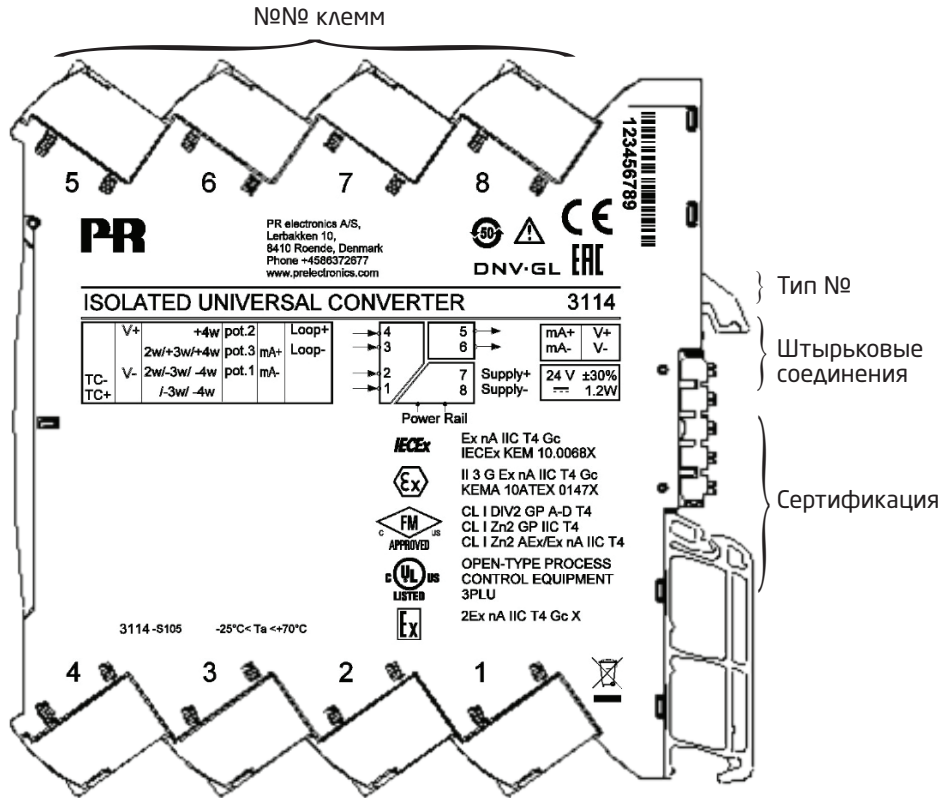 №№ клемм
5 6 7 8
123456789
PR
PR electronics A/S,
Lerbakken 10,
8410 Roende, Denmark
Phone +4586372677
www.prelectronics.com
50
CE
DNV·GL EAC
Тип №
ISOLATED UNIVERSAL CONVERTER 3114
V+ +4w pot.2 Loop+
2w/+3w/+4w pot.3 mA+ Loop-
TC- V- 2w/-3w/ -4w pot.1 mA-
TC+ /-3w/ -4w
4 5
3 6
2 7 Supply+
1 8 Supply-
Power Rail
mA+ V+
mA- V-
24 V ±30%
1.2W
Штырьковые
соединения
IECEx
Ex nA IIC T4 Gc
IECEx KEM 10.0068X
Ex
II 3 G Ex nA IIC T4 Gc
KEMA 10ATEX 0147X
C FM US
APPROVED
CL I DIV2 GP A-D T4
CL I Zn2 GP IIC T4
CL I Zn2 AEx/Ex nA IIC T4
Сертификация
c UL US
LISTED
OPEN-TYPE PROCESS
CONTROL EQUIPMENT
3PLU
Ex
2Ex nA IIC T4 Gc X
3114 -S105 -25°C< Ta <+70°C
4 3 2 1